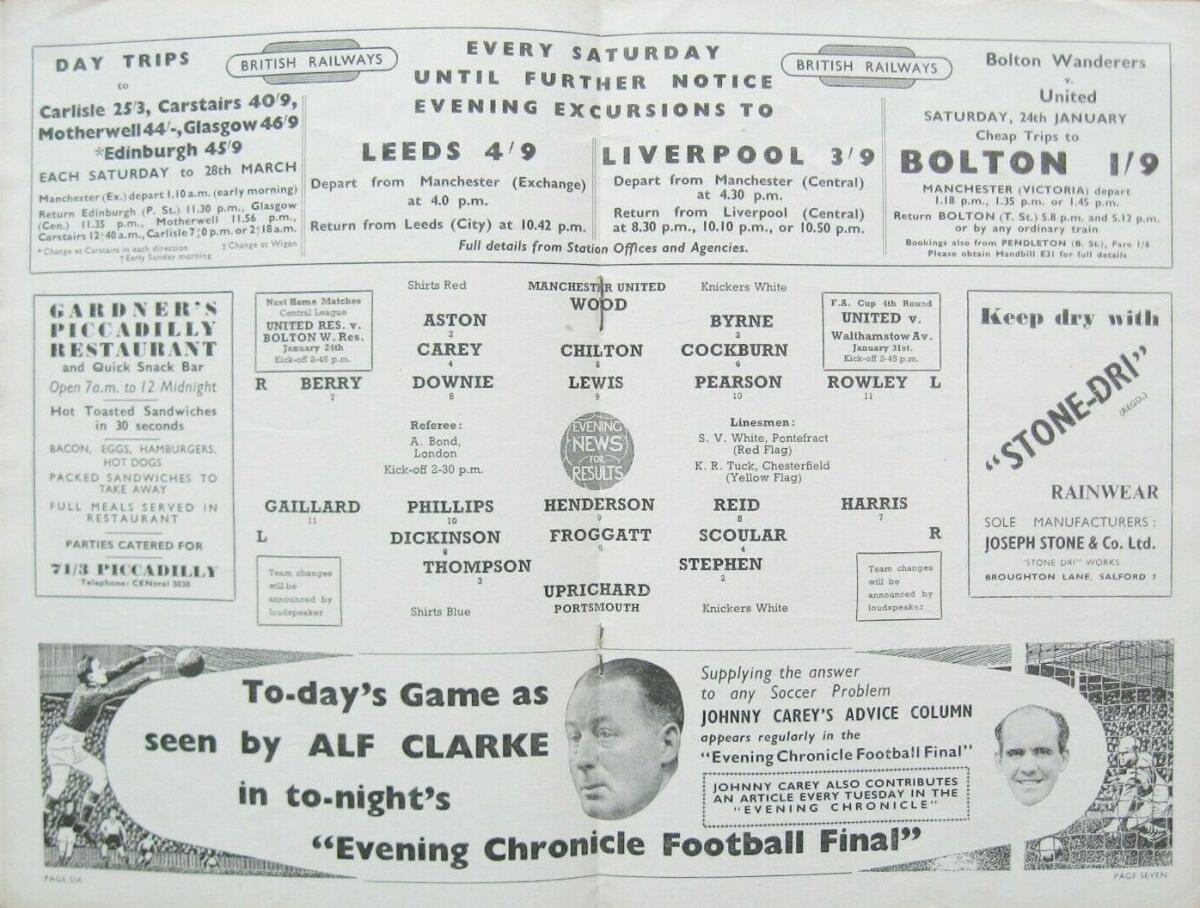 DAY TRIPS
to
Carlisle 25/3, Carstairs 40/9,
Motherwell 44/-, Glasgow 46/9
*Edinburgh 45/9
EACH SATURDAY to 28th MARCH
Manchester (Ex.) depart 1.10 a.m. (early morning)
Return Edinburgh (P. St.) 11.30 p.m., Glasgow
(Cen.) 11.35 p.m., Motherwell 11.56 p.m.,
Carstairs 12†40 a.m., Carlisle 7‡0 p.m. or 2†18 a.m.
* Change at Carstairs in each direction ‡ Change at Wigan
† Early Sunday morning
BRITISH RAILWAYS
EVERY SATURDAY
UNTIL FURTHER NOTICE
EVENING EXCURSIONS TO
BRITISH RAILWAYS
LEEDS 4/9
Depart from Manchester (Exchange)
at 4.0 p.m.
Return from Leeds (City) at 10.42 p.m.
LIVERPOOL 3/9
Depart from Manchester (Central)
at 4.30 p.m.
Return from Liverpool (Central)
at 8.30 p.m., 10.10 p.m., or 10.50 p.m.
Full details from Station Offices and Agencies.
Bolton Wanderers
v.
United
SATURDAY, 24th JANUARY
Cheap Trips to
BOLTON 1/9
MANCHESTER (VICTORIA) depart
1.18 p.m., 1.35 p.m. or 1.45 p.m.
Return BOLTON (T. St.) 5.8 p.m. and 5.12 p.m.
or by any ordinary train
Bookings also from PENDLETON (B. St.), Fare 1/6
Please obtain Handbill E31 for full details
GARDNER'S
PICCADILLY
RESTAURANT
and Quick Snack Bar
Open 7a.m. to 12 Midnight
Hot Toasted Sandwiches
in 30 seconds
BACON, EGGS, HAMBURGERS,
HOT DOGS
PACKED SANDWICHES TO
TAKE AWAY
FULL MEALS SERVED IN
RESTAURANT
PARTIES CATERED FOR
71/3 PICCADILLY
Telephone: CENtral 3838
Next Home Matches
Central League
UNITED RES. v.
BOLTON W. Res.
January 24th
Kick-off 2-45 p.m.
Shirts Red
MANCHESTER UNITED
Knickers White
WOOD
F.A. Cup 4th Round
UNITED v.
Walthamstow Av.
January 31st.
Kick-off 2-45 p.m.
ASTON BYRNE
2 3
CAREY CHILTON COCKBURN
4 5 6
R BERRY DOWNIE LEWIS PEARSON ROWLEY L
7 8 9 10 11
Referee:
A. Bond,
London
Kick-off 2-30 p.m.
EVENING
NEWS
FOR
RESULTS
Linesmen:
S. V. White, Pontefract
(Red Flag)
K. R. Tuck, Chesterfield
(Yellow Flag)
GAILLARD PHILLIPS HENDERSON REID HARRIS
11 10 9 8 7
L DICKINSON FROGGATT SCOULAR R
4
THOMPSON STEPHEN
3 2
UPRICHARD
Shirts Blue PORTSMOUTH Knickers White
Team changes
will be
announced by
loudspeaker
Team changes
will be
announced by
loudspeaker
Keep dry with
"STONE-DRI"
(REGD.)
RAINWEAR
SOLE MANUFACTURERS:
JOSEPH STONE & Co. Ltd.
"STONE DRI" WORKS
BROUGHTON LANE, SALFORD 7
To-day's Game as
seen by ALF CLARKE
in to-night's
"Evening Chronicle Football Final"
Supplying the answer
to any Soccer Problem
JOHNNY CAREY'S ADVICE COLUMN
appears regularly in the
"Evening Chronicle Football Final"
JOHNNY CAREY ALSO CONTRIBUTES
AN ARTICLE EVERY TUESDAY IN THE
"EVENING CHRONICLE"
PAGE SIX
PAGE SEVEN